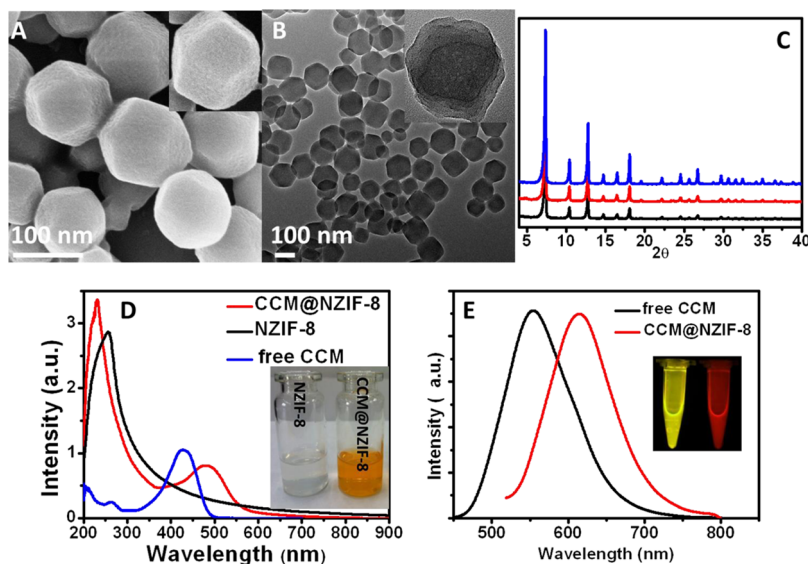 A
100 nm
B
100 nm
C
5 10 15 20 25 30 35 40
2θ
D
CCM@NZIF-8
NZIF-8
free CCM
Intensity (a.u.)
3
2
1
0
NZIF-8
CCM@NZIF-8
200 300 400 500 600 700 800 900
Wavelength (nm)
E
free CCM
CCM@NZIF-8
Intensity ( a.u.)
500 600 700 800
Wavelength (nm)